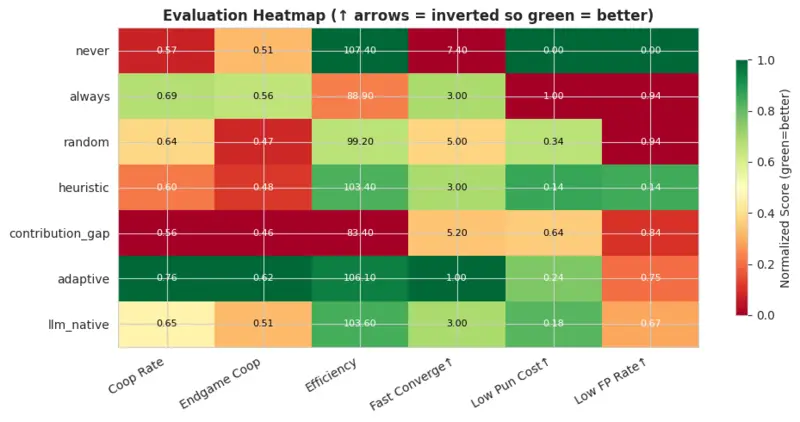 Evaluation Heatmap (↑ arrows = inverted so green = better)
never 0.57 0.51 107.40 7.40 0.00 0.00
always 0.69 0.56 88.90 3.00 1.00 0.94
random 0.64 0.47 99.20 5.00 0.34 0.94
heuristic 0.60 0.48 103.40 3.00 0.14 0.14
contribution_gap 0.56 0.46 83.40 5.20 0.64 0.84
adaptive 0.76 0.62 106.10 1.00 0.24 0.75
llm_native 0.65 0.51 103.60 3.00 0.18 0.67
Coop Rate
Endgame Coop
Efficiency
Fast Converge↑
Low Pun Cost↑
Low FP Rate↑
1.0
0.8
0.6
0.4
0.2
0.0
Normalized Score (green=better)